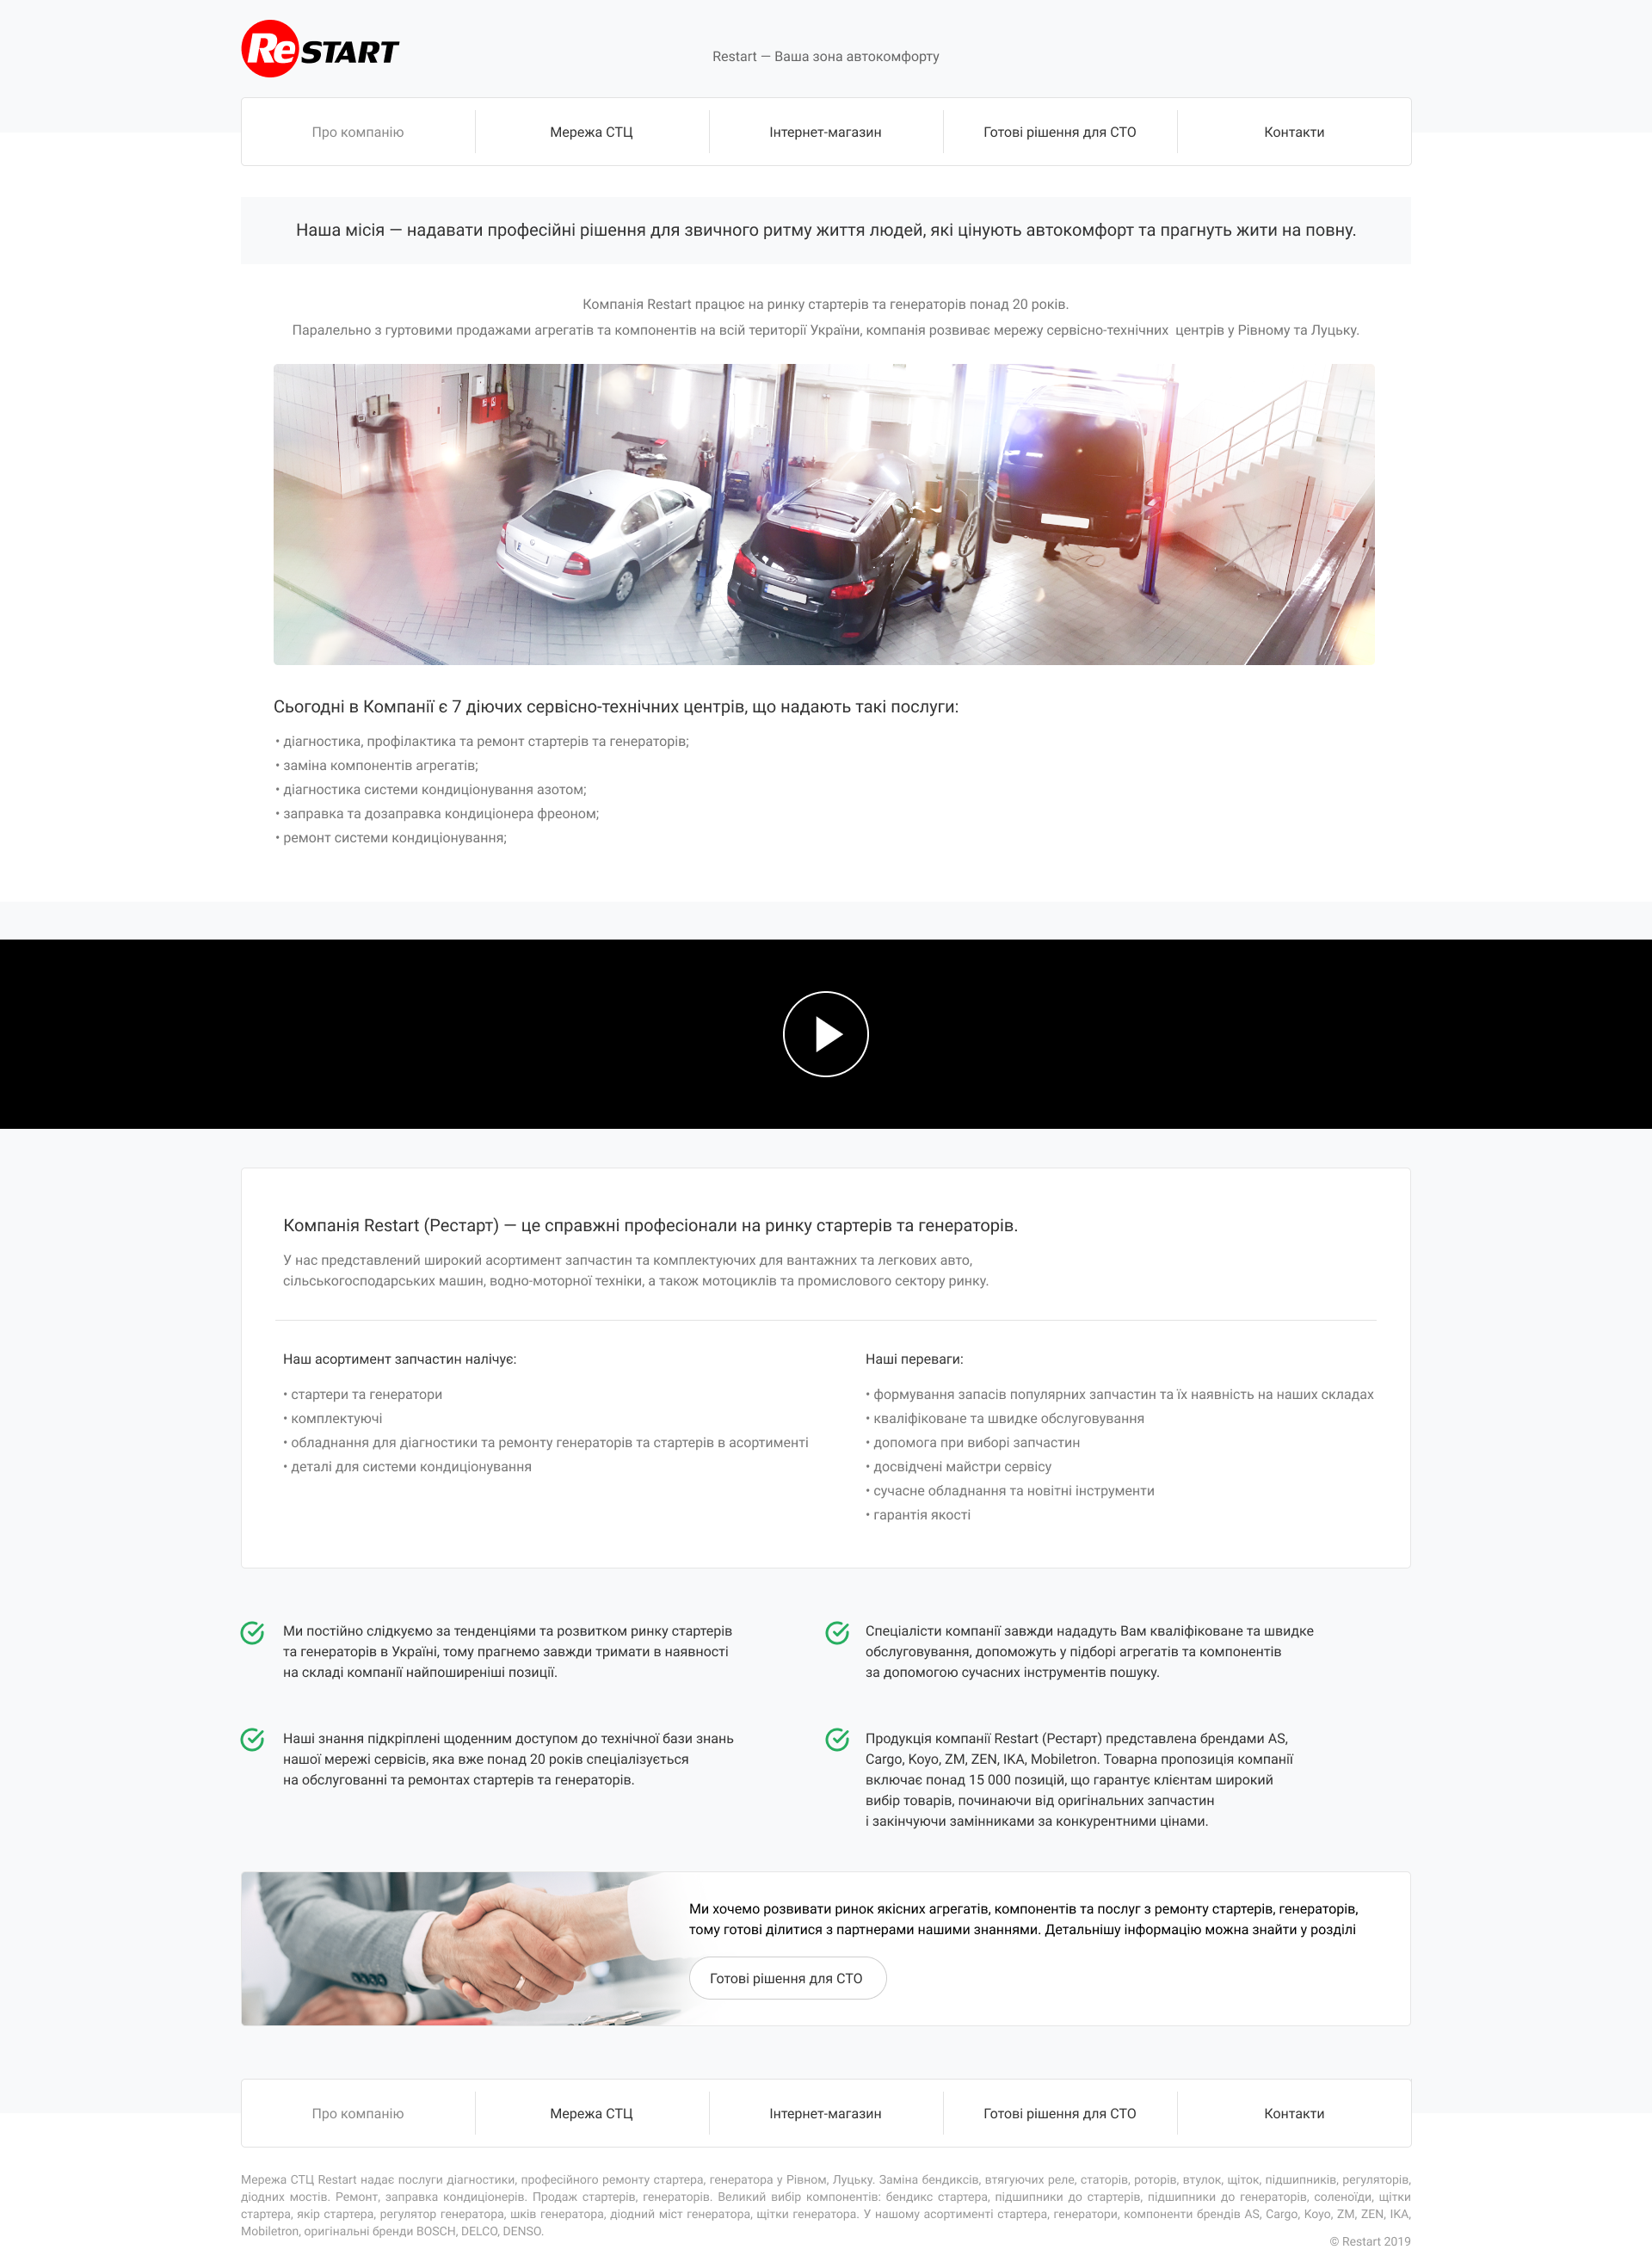 ReSTART
Restart — Ваша зона автокомфорту
Про компанію
Мережа СТЦ
Інтернет-магазин
Готові рішення для СТО
Контакти
Наша місія — надавати професійні рішення для звичного ритму життя людей, які цінують автокомфорт та прагнуть жити на повну.
Компанія Restart працює на ринку стартерів та генераторів понад 20 років.
Паралельно з гуртовими продажами агрегатів та компонентів на всій території України, компанія розвиває мережу сервісно-технічних центрів у Рівному та Луцьку.
Сьогодні в Компанії є 7 діючих сервісно-технічних центрів, що надають такі послуги:
• діагностика, профілактика та ремонт стартерів та генераторів;
• заміна компонентів агрегатів;
• діагностика системи кондиціонування азотом;
• заправка та дозаправка кондиціонера фреоном;
• ремонт системи кондиціонування;
Компанія Restart (Рестарт) — це справжні професіонали на ринку стартерів та генераторів.
У нас представлений широкий асортимент запчастин та комплектуючих для вантажних та легкових авто,
сільськогосподарських машин, водно-моторної техніки, а також мотоциклів та промислового сектору ринку.
Наш асортимент запчастин налічує:
• стартери та генератори
• комплектуючі
• обладнання для діагностики та ремонту генераторів та стартерів в асортименті
• деталі для системи кондиціонування
Наші переваги:
• формування запасів популярних запчастин та їх наявність на наших складах
• кваліфіковане та швидке обслуговування
• допомога при виборі запчастин
• досвідчені майстри сервісу
• сучасне обладнання та новітні інструменти
• гарантія якості
Ми постійно слідкуємо за тенденціями та розвитком ринку стартерів
та генераторів в Україні, тому прагнемо завжди тримати в наявності
на складі компанії найпоширеніші позиції.
Спеціалісти компанії завжди нададуть Вам кваліфіковане та швидке
обслуговування, допоможуть у підборі агрегатів та компонентів
за допомогою сучасних інструментів пошуку.
Наші знання підкріплені щоденним доступом до технічної бази знань
нашої мережі сервісів, яка вже понад 20 років спеціалізується
на обслугованні та ремонтах стартерів та генераторів.
Продукція компанії Restart (Рестарт) представлена брендами AS,
Cargo, Koyo, ZM, ZEN, IKA, Mobiletron. Товарна пропозиція компанії
включає понад 15 000 позицій, що гарантує клієнтам широкий
вибір товарів, починаючи від оригінальних запчастин
і закінчуючи замінниками за конкурентними цінами.
Ми хочемо розвивати ринок якісних агрегатів, компонентів та послуг з ремонту стартерів, генераторів,
тому готові ділитися з партнерами нашими знаннями. Детальнішу інформацію можна знайти у розділі
Готові рішення для СТО
Про компанію
Мережа СТЦ
Інтернет-магазин
Готові рішення для СТО
Контакти
Мережа СТЦ Restart надає послуги діагностики, професійного ремонту стартера, генератора у Рівном, Луцьку. Заміна бендиксів, втягуючих реле, статорів, роторів, втулок, щіток, підшипників, регуляторів,
діодних мостів. Ремонт, заправка кондиціонерів. Продаж стартерів, генераторів. Великий вибір компонентів: бендикс стартера, підшипники до стартерів, підшипники до генераторів, соленоїди, щітки
стартера, якір стартера, регулятор генератора, шків генератора, діодний міст генератора, щітки генератора. У нашому асортименті стартера, генератори, компоненти брендів AS, Cargo, Koyo, ZM, ZEN, IKA,
Mobiletron, оригінальні бренди BOSCH, DELCO, DENSO.
© Restart 2019